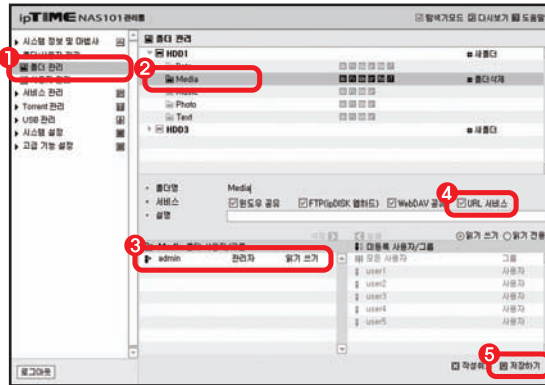 ipTIME NAS101 관리툴
탐색기모드 다시보기 도움말
시스템 정보 및 마법사
1
폴더 관리
서비스 관리
Torrent 관리
USB 관리
시스템 설정
고급 기능 설정
로그아웃
폴더 관리
HDD1 새폴더
2
Media 폴더삭제
Photo
Text
HDD3 새폴더
폴더명 Media
4
서비스 윈도우 공유 FTP(ipDISK 웹하드) WebDAV 공유 URL 서비스
설명
읽기 쓰기 읽기 전용
3
미등록 사용자/그룹
admin 관리자 읽기 쓰기
모든 사용자 그룹
user1 사용자
user2 사용자
user3 사용자
user4 사용자
user5 사용자
5
저장하기